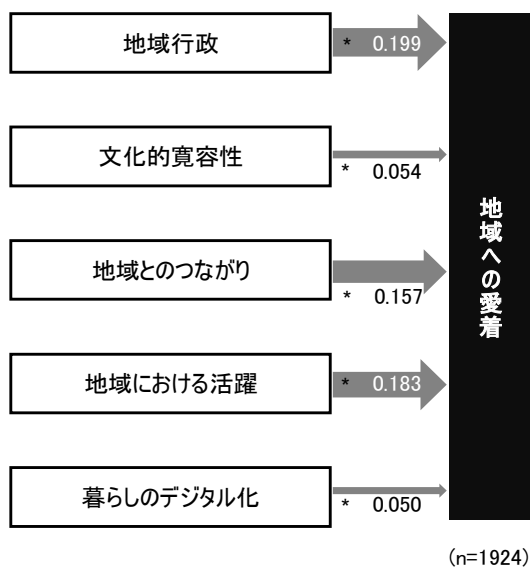 地域行政
* 0.199
文化的寛容性
* 0.054
地域とのつながり
* 0.157
地域における活躍
* 0.183
暮らしのデジタル化
* 0.050
地域への愛着
(n=1924)